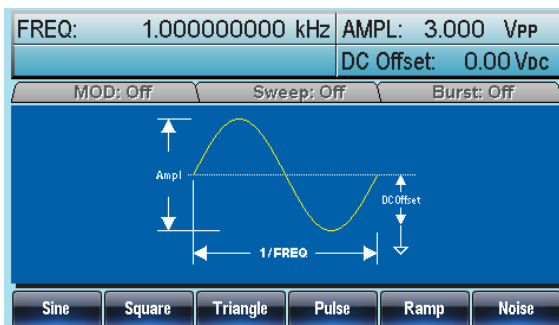 FREQ: 1.000000000 kHz AMPL: 3.000 VPP
DC Offset: 0.00 VDC
MOD: Off Sweep: Off Burst: Off
Ampl
DC Offset
1/FREQ
Sine Square Triangle Pulse Ramp Noise